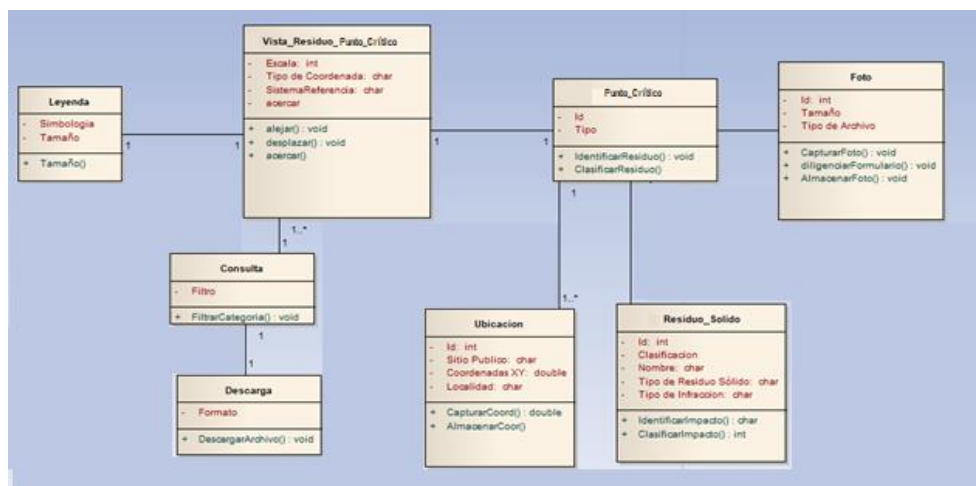 Vista_Residuo_Punto_Crítico
- Escala: int
- Tipo de Coordenada: char
- SistemaReferencia: char
- acercar
+ alejar() : void
+ desplazar() : void
+ acercar()
Leyenda
- Simbologia
- Tamaño
+ Tamaño()
Punto_Crítico
- Id
- Tipo
+ IdentificarResiduo() : void
+ ClasificarResiduo()
Foto
- Id: int
- Tamaño
- Tipo de Archivo
+ CapturarFoto() : void
+ diligenciarFormulario() : void
+ AlmacenarFoto() : void
1
1
1
1
1
1..*
1
Consulta
- Filtro
+ FiltrarCategoria() : void
1
1
Descarga
- Formato
+ DescargarArchivo() : void
1..*
Ubicacion
- Id: int
- Sitio Publico: char
- Coordenadas XY: double
- Localidad: char
+ CapturarCoord() : double
+ AlmacenarCoor()
Residuo_Solido
- Id: int
- Clasificacion
- Nombre: char
- Tipo de Residuo Sólido: char
- Tipo de Infraccion: char
+ IdentificarImpacto() : char
+ ClasificarImpacto() : int